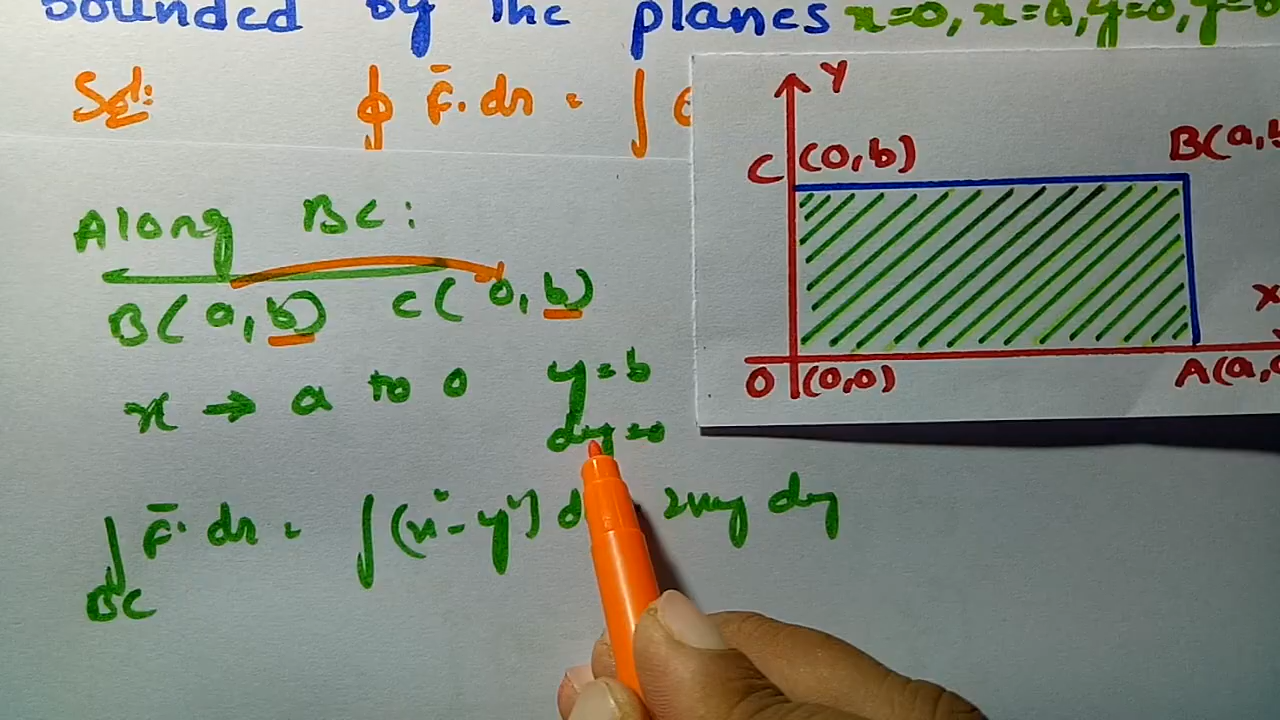 bounded by the planes x=0, x=a, y=0, y=b
Sol:
∮ F̄. dr = ∫
Along BC:
B(a,b) C(0,b)
x → a to 0 y=b
dy=0
∫ F̄. dr = ∫(x²-y²) 2xy dy
BC
Y
C (0,b) B(a,b
X
O (0,0) A(a,0